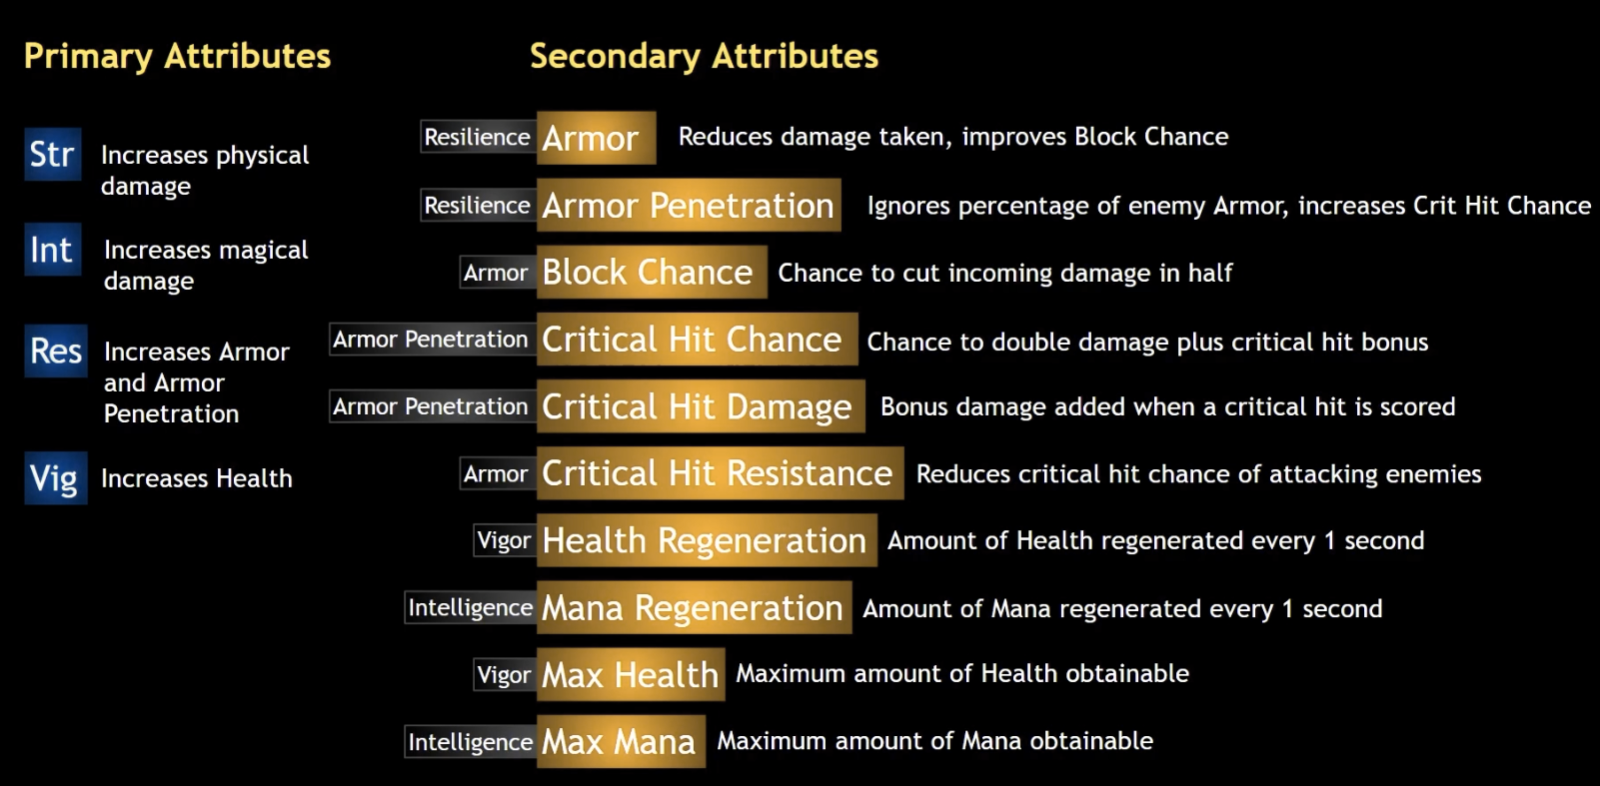 Primary Attributes
Secondary Attributes
Str
Increases physical
damage
Int
Increases magical
damage
Res
Increases Armor
and Armor
Penetration
Vig
Increases Health
Resilience Armor Reduces damage taken, improves Block Chance
Resilience Armor Penetration Ignores percentage of enemy Armor, increases Crit Hit Chance
Armor Block Chance Chance to cut incoming damage in half
Armor Penetration Critical Hit Chance Chance to double damage plus critical hit bonus
Armor Penetration Critical Hit Damage Bonus damage added when a critical hit is scored
Armor Critical Hit Resistance Reduces critical hit chance of attacking enemies
Vigor Health Regeneration Amount of Health regenerated every 1 second
Intelligence Mana Regeneration Amount of Mana regenerated every 1 second
Vigor Max Health Maximum amount of Health obtainable
Intelligence Max Mana Maximum amount of Mana obtainable